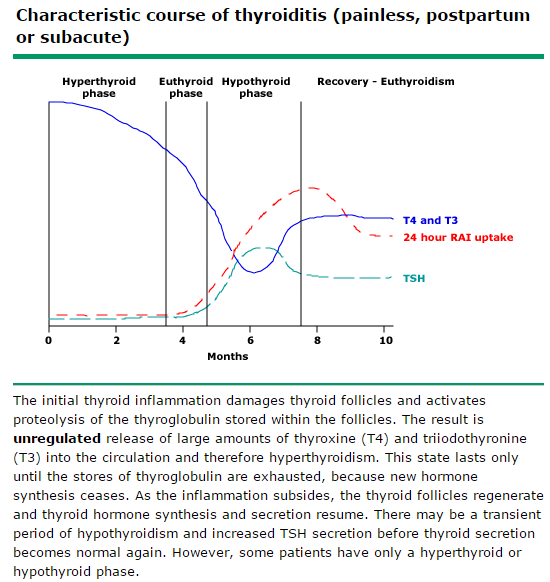 Characteristic course of thyroiditis (painless, postpartum
or subacute)
Hyperthyroid
phase
Euthyroid
phase
Hypothyroid
phase
Recovery - Euthyroidism
T4 and T3
24 hour RAI uptake
TSH
0 2 4 6 8 10
Months
The initial thyroid inflammation damages thyroid follicles and activates
proteolysis of the thyroglobulin stored within the follicles. The result is
unregulated release of large amounts of thyroxine (T4) and triiodothyronine
(T3) into the circulation and therefore hyperthyroidism. This state lasts only
until the stores of thyroglobulin are exhausted, because new hormone
synthesis ceases. As the inflammation subsides, the thyroid follicles regenerate
and thyroid hormone synthesis and secretion resume. There may be a transient
period of hypothyroidism and increased TSH secretion before thyroid secretion
becomes normal again. However, some patients have only a hyperthyroid or
hypothyroid phase.